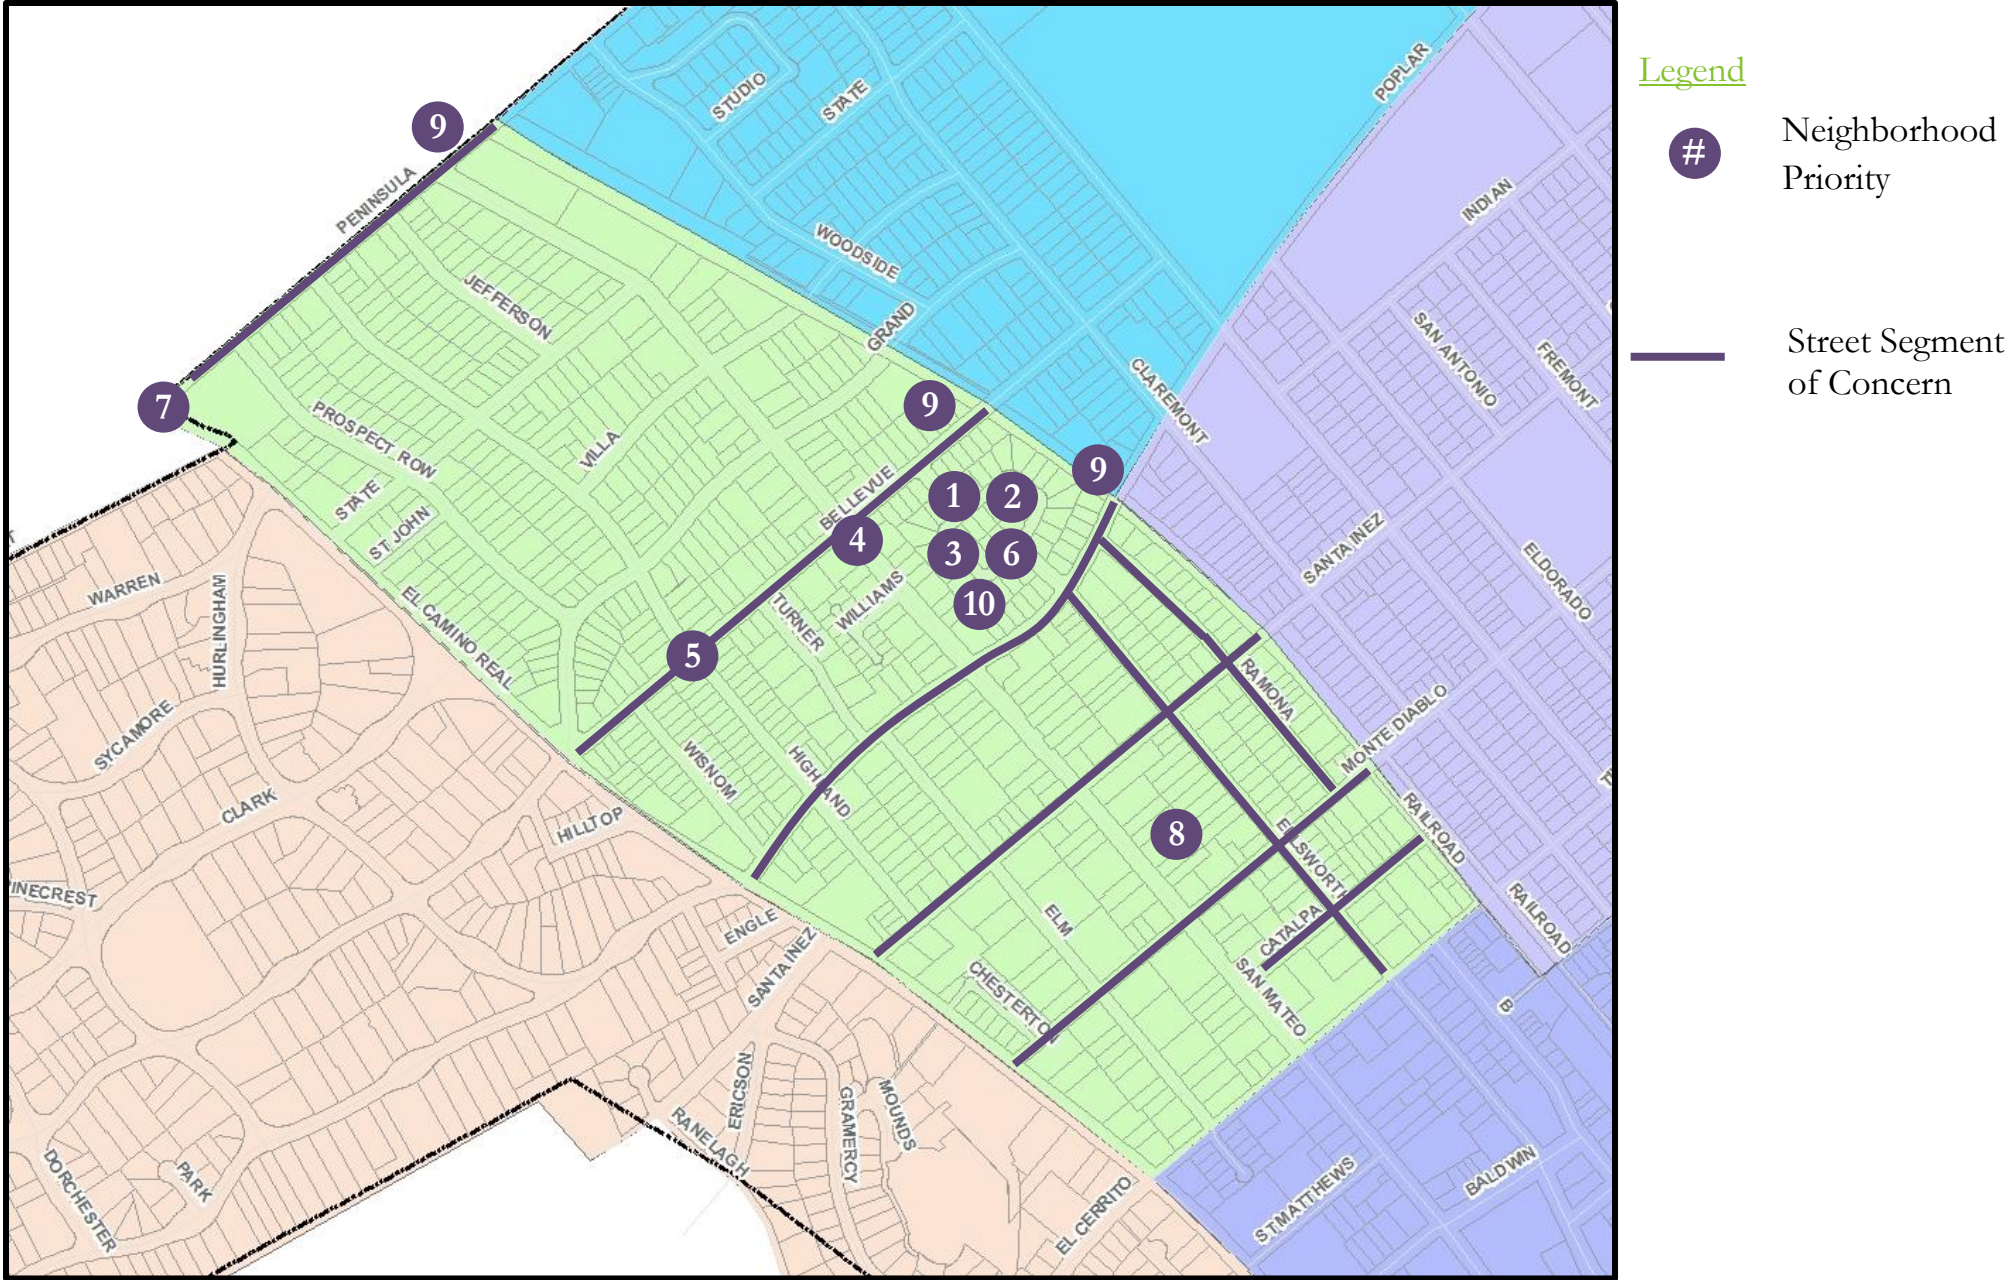 Legend
#
Neighborhood
Priority
Street Segment
of Concern
STUDIO
STATE
POPLAR
9
PENINSULA
INDIAN
WOODSIDE
JEFFERSON
GRAND
SAN ANTONIO
FREMONT
CLAREMONT
7
9
PROSPECT ROW
VILLA
9
BELLEVUE
1
2
STATE
ST JOHN
4
3
6
SANTA INEZ
ELDORADO
WARREN
HURLINGHAM
EL CAMINO REAL
TURNER
WILLIAMS
10
5
RAMONA
SYCAMORE
WISNOM
HIGHLAND
MONTE DIABLO
CLARK
HILLTOP
8
RAILROAD
ELLSWORTH
INECREST
ENGLE
ELM
CATALPA
RAILROAD
SANTA INEZ
CHESTERTON
SAN MATEO
B
ERICSON
GRAMERCY
MOUNDS
RANELAGH
DORCHESTER
PARK
EL CERRITO
ST MATTHEWS
BALDWIN